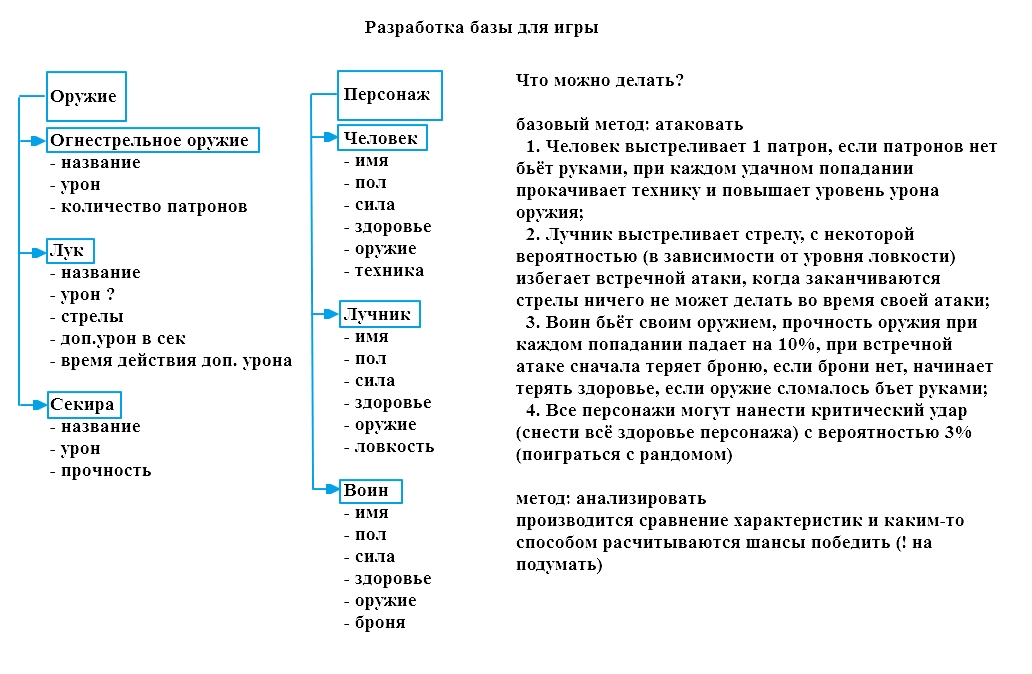 Разработка базы для игры
Оружие
Огнестрельное оружие
- название
- урон
- количество патронов
Лук
- название
- урон ?
- стрелы
- доп.урон в сек
- время действия доп. урона
Секира
- название
- урон
- прочность
Персонаж
Человек
- имя
- пол
- сила
- здоровье
- оружие
- техника
Лучник
- имя
- пол
- сила
- здоровье
- оружие
- ловкость
Воин
- имя
- пол
- сила
- здоровье
- оружие
- броня
Что можно делать?
базовый метод: атаковать
1. Человек выстреливает 1 патрон, если патронов нет
бьёт руками, при каждом удачном попадании
прокачивает технику и повышает уровень урона
оружия;
2. Лучник выстреливает стрелу, с некоторой
вероятностью (в зависимости от уровня ловкости)
избегает встречной атаки, когда заканчиваются
стрелы ничего не может делать во время своей атаки;
3. Воин бьёт своим оружием, прочность оружия при
каждом попадании падает на 10%, при встречной
атаке сначала теряет броню, если брони нет, начинает
терять здоровье, если оружие сломалось бъет руками;
4. Все персонажи могут нанести критический удар
(снести всё здоровье персонажа) с вероятностью 3%
(поиграться с рандомом)
метод: анализировать
производится сравнение характеристик и каким-то
способом расчитываются шансы победить (! на
подумать)